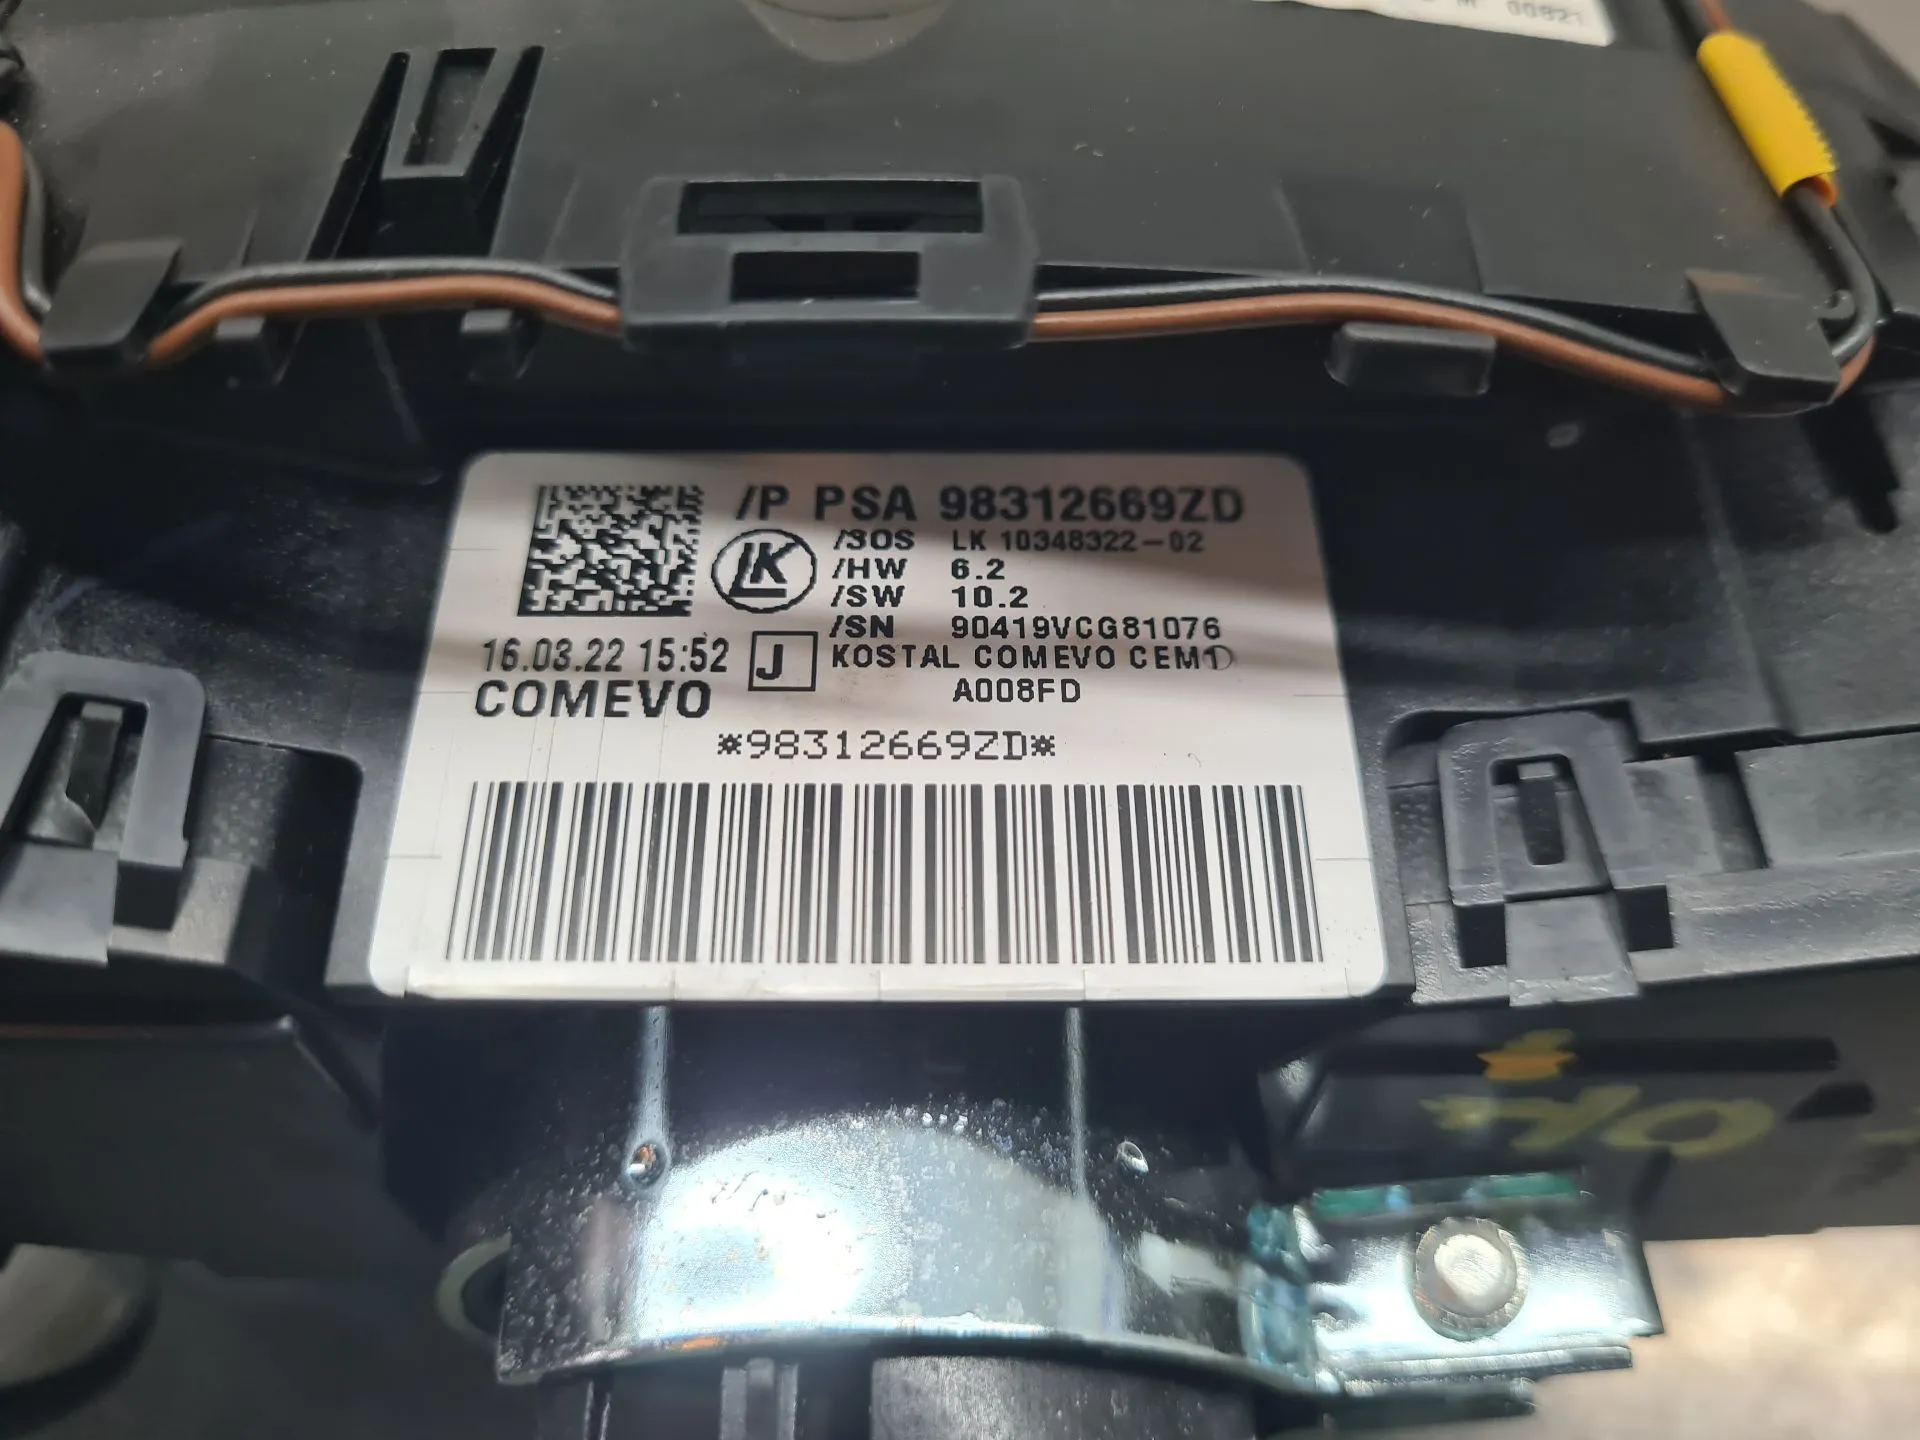 M 00821
/P PSA 98312669ZD
LK
/SOS LK 10348322-02
/HW 6.2
/SW 10.2
/SN 90419VCG81076
16.03.22 15:52 J KOSTAL COMEVO CEM1
COMEVO A008FD
*98312669ZD*